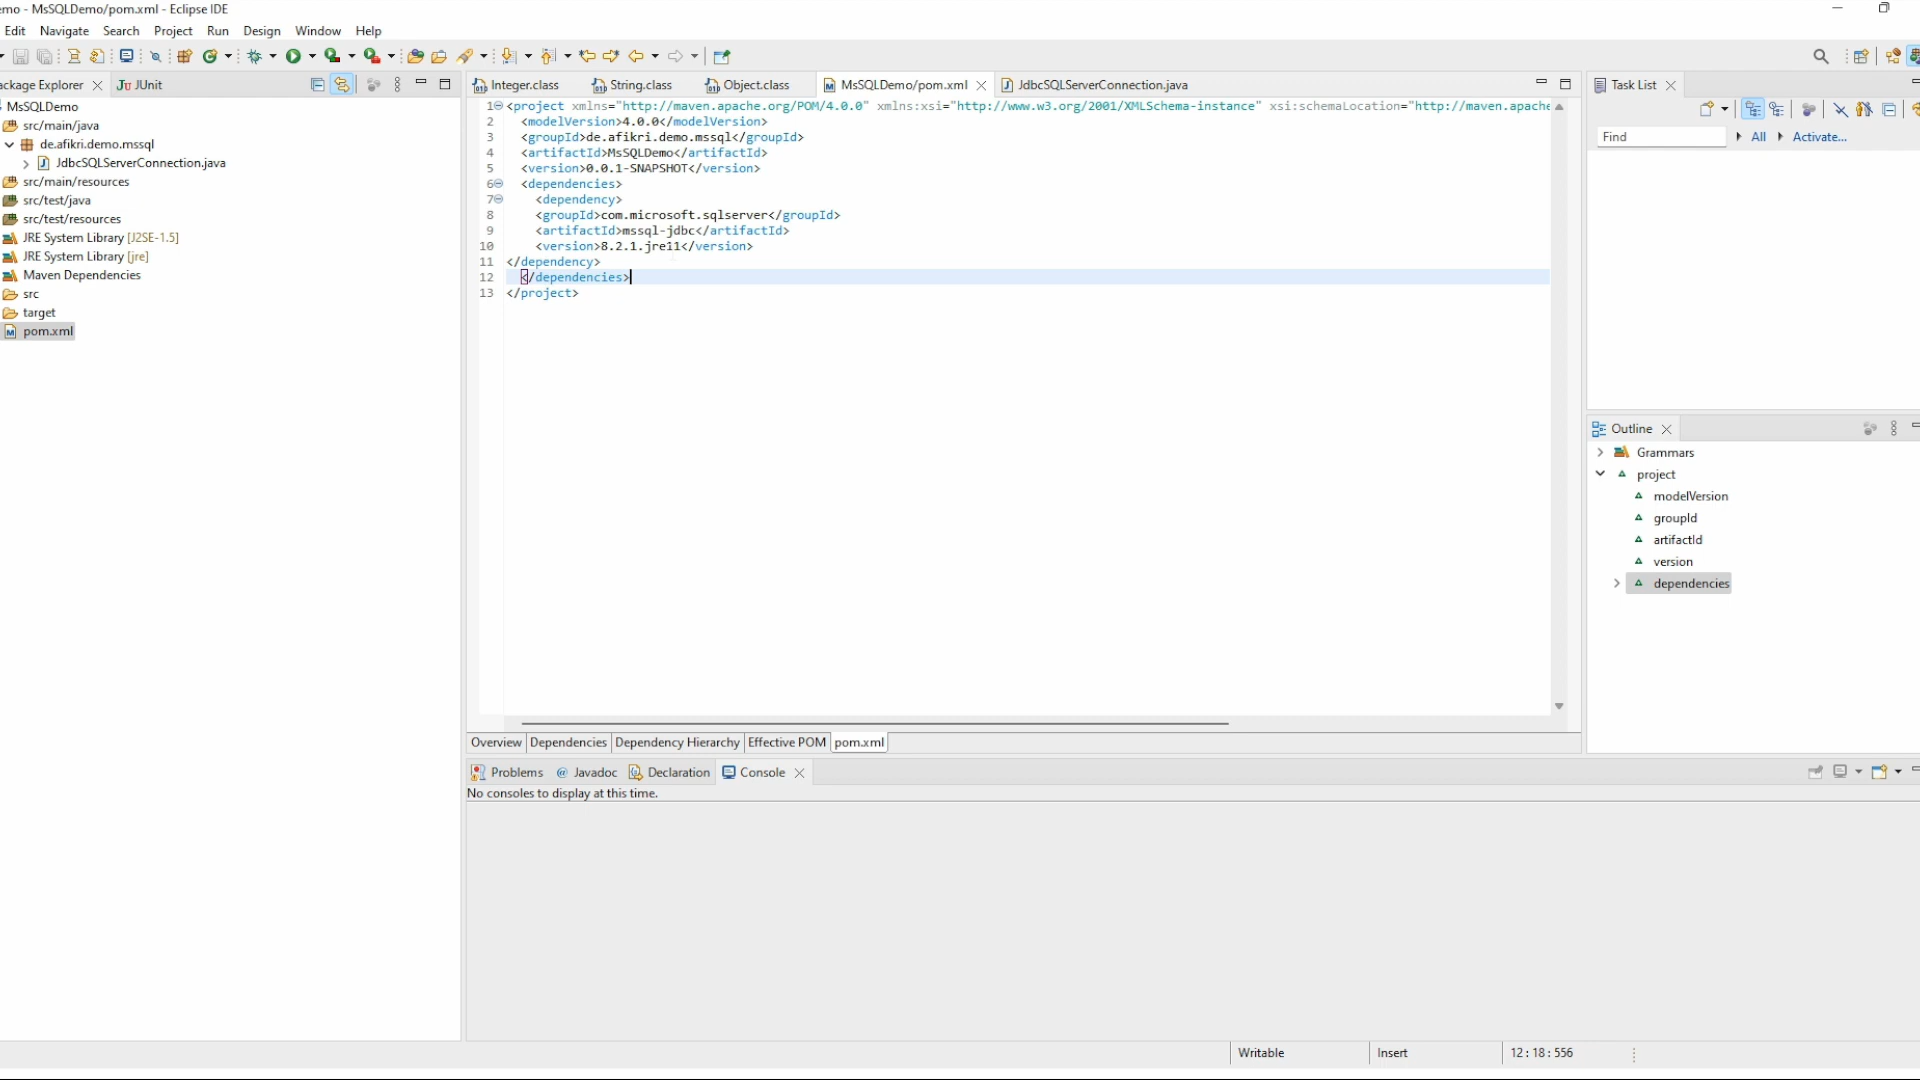 emo - MsSQLDemo/pom.xml - Eclipse IDE
Edit Navigate Search Project Run Design Window Help
ackage Explorer JUnit
MsSQLDemo
src/main/java
de.afikri.demo.mssql
JdbcSQLServerConnection.java
src/main/resources
src/test/java
src/test/resources
JRE System Library [J2SE-1.5]
JRE System Library [jre]
Maven Dependencies
src
target
pom.xml
Integer.class String.class Object.class MsSQLDemo/pom.xml JdbcSQLServerConnection.java
1 <project xmlns="http://maven.apache.org/POM/4.0.0" xmlns:xsi="http://www.w3.org/2001/XMLSchema-instance" xsi:schemaLocation="http://maven.apache
2 <modelVersion>4.0.0</modelVersion>
3 <groupId>de.afikri.demo.mssql</groupId>
4 <artifactId>MsSQLDemo</artifactId>
5 <version>0.0.1-SNAPSHOT</version>
6 <dependencies>
7 <dependency>
8 <groupId>com.microsoft.sqlserver</groupId>
9 <artifactId>mssql-jdbc</artifactId>
10 <version>8.2.1.jre11</version>
11 </dependency>
12 </dependencies>
13 </project>
Overview Dependencies Dependency Hierarchy Effective POM pom.xml
Task List
Find All Activate...
Outline
Grammars
project
modelVersion
groupId
artifactId
version
dependencies
Problems Javadoc Declaration Console
No consoles to display at this time.
Writable Insert 12 : 18 : 556